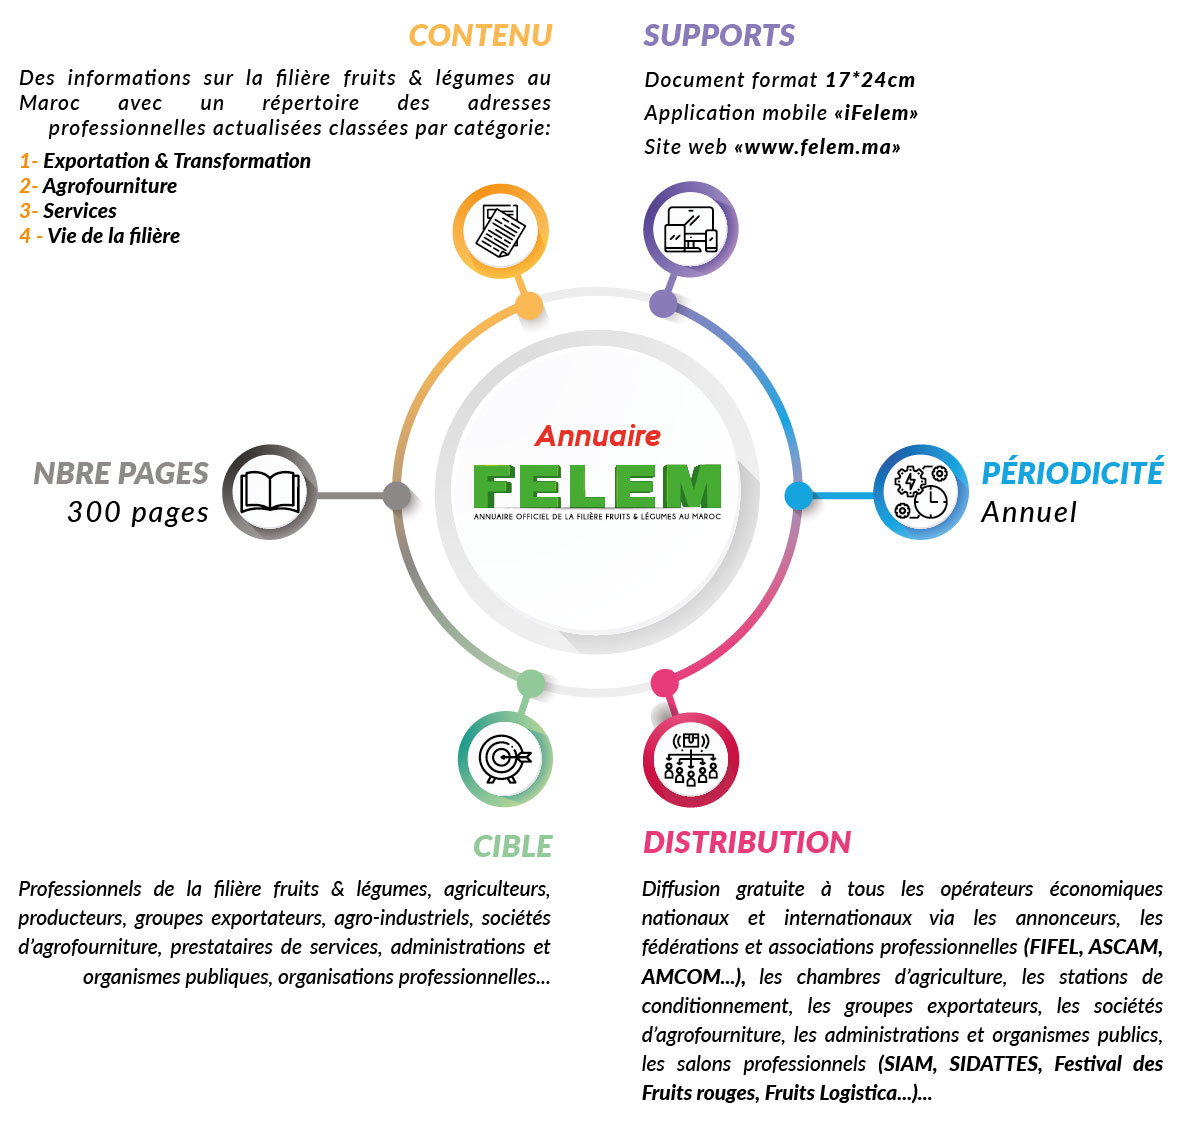 CONTENU
Des informations sur la filière fruits & légumes au
Maroc avec un répertoire des adresses
professionnelles actualisées classées par catégorie:
1- Exportation & Transformation
2- Agrofourniture
3- Services
4 - Vie de la filière
SUPPORTS
Document format 17*24cm
Application mobile «iFelem»
Site web «www.felem.ma»
NBRE PAGES
300 pages
Annuaire
FELEM
ANNUAIRE OFFICIEL DE LA FILIÈRE FRUITS & LÉGUMES AU MAROC
PÉRIODICITÉ
Annuel
CIBLE
Professionnels de la filière fruits & légumes, agriculteurs,
producteurs, groupes exportateurs, agro-industriels, sociétés
d'agrofourniture, prestataires de services, administrations et
organismes publiques, organisations professionnelles...
DISTRIBUTION
Diffusion gratuite à tous les opérateurs économiques
nationaux et internationaux via les annonceurs, les
fédérations et associations professionnelles (FIFEL, ASCAM,
AMCOM...), les chambres d'agriculture, les stations de
conditionnement, les groupes exportateurs, les sociétés
d'agrofourniture, les administrations et organismes publics,
les salons professionnels (SIAM, SIDATTES, Festival des
Fruits rouges, Fruits Logistica...)...